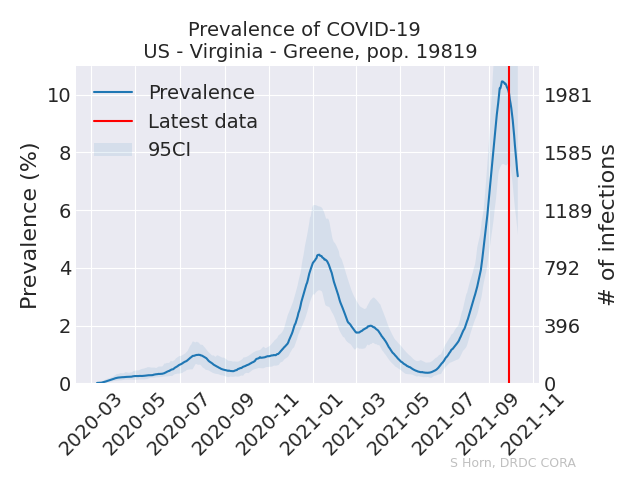 Prevalence of COVID-19
US - Virginia - Greene, pop. 19819
Prevalence (%)
10
8
6
4
2
0
Prevalence
Latest data
95CI
1981
1585
1189
792
396
0
# of infections
2020-03
2020-05
2020-07
2020-09
2020-11
2021-01
2021-03
2021-05
2021-07
2021-09
2021-11
S Horn, DRDC CORA